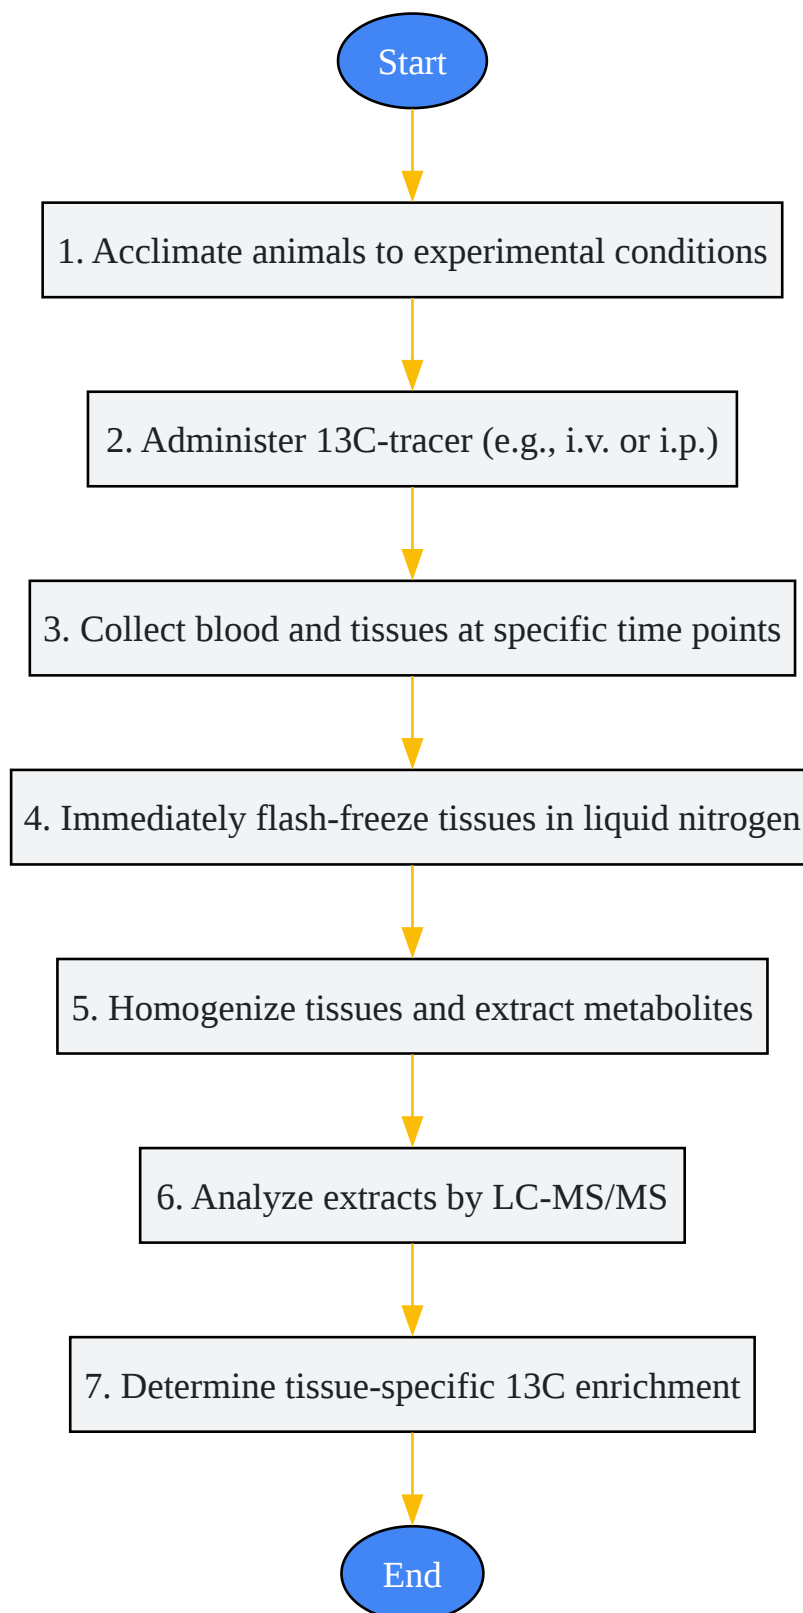 Start
1. Acclimate animals to experimental conditions
2. Administer 13C-tracer (e.g., i.v. or i.p.)
3. Collect blood and tissues at specific time points
4. Immediately flash-freeze tissues in liquid nitrogen
5. Homogenize tissues and extract metabolites
6. Analyze extracts by LC-MS/MS
7. Determine tissue-specific 13C enrichment
End